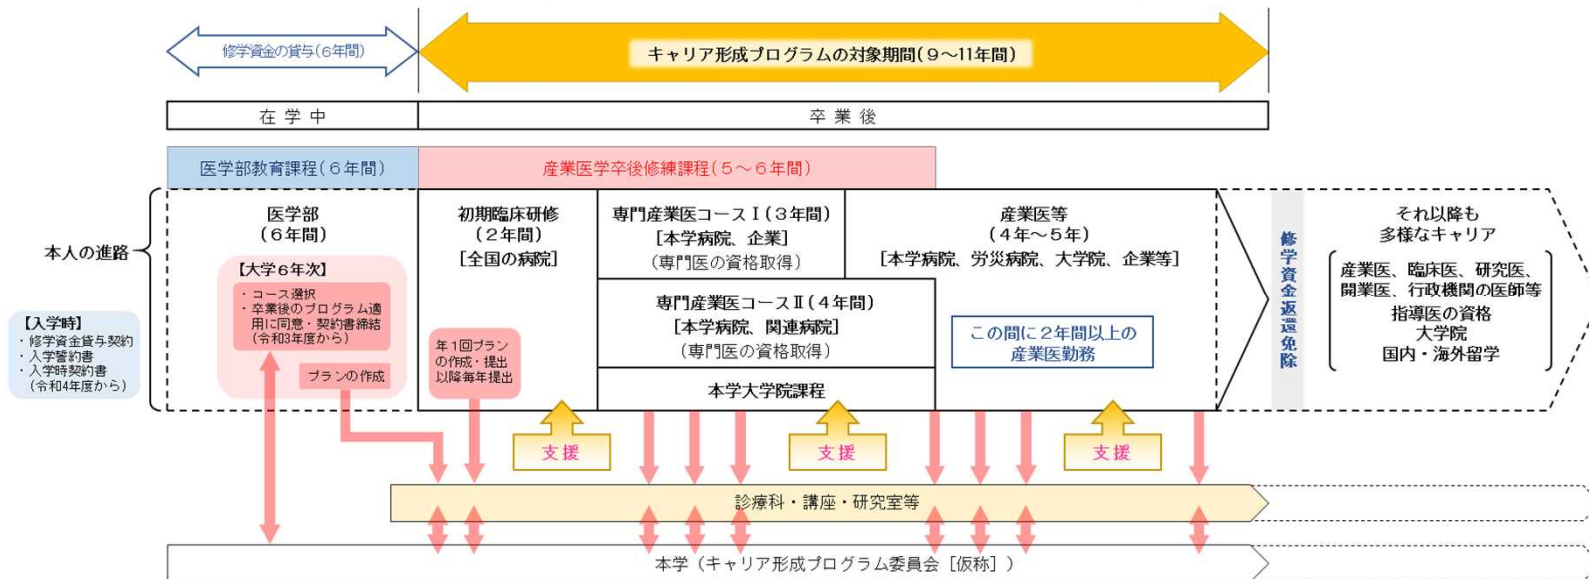 修学資金の貸与(6年間)
キャリア形成プログラムの対象期間(9～11年間)
在学中
卒業後
医学部教育課程(6年間)
産業医学卒後修練課程(5～6年間)
本人の進路
医学部
(6年間)
【大学6年次】
・コース選択
・卒業後のプログラム適
用に同意・契約書締結
(令和3年度から)
プランの作成
【入学時】
・修学資金貸与契約
・入学誓約書
・入学時契約書
(令和4年度から)
初期臨床研修
(2年間)
[全国の病院]
年1回プラン
の作成・提出
以降毎年提出
専門産業医コースⅠ(3年間)
[本学病院、企業]
(専門医の資格取得)
専門産業医コースⅡ(4年間)
[本学病院、関連病院]
(専門医の資格取得)
本学大学院課程
産業医等
(4年～5年)
[本学病院、労災病院、大学院、企業等]
この間に2年間以上の
産業医勤務
修学資金返還免除
それ以降も
多様なキャリア
産業医、臨床医、研究医、
開業医、行政機関の医師等
指導医の資格
大学院
国内・海外留学
支援
支援
支援
診療科・講座・研究室等
本学(キャリア形成プログラム委員会[仮称])